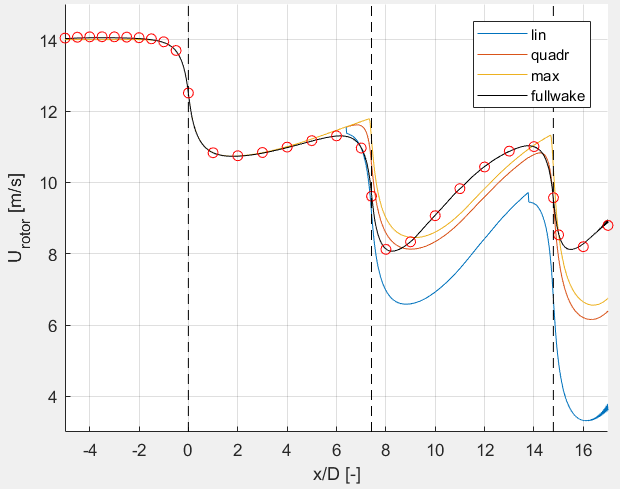 lin
quadr
max
fullwake
14
12
10
8
6
4
U_rotor [m/s]
-4 -2 0 2 4 6 8 10 12 14 16
x/D [-]